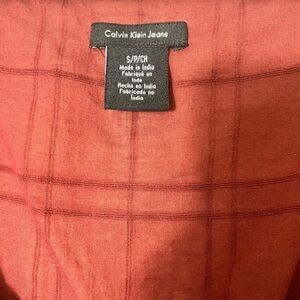 Calvin Klein Jeans
S/P/CH
Made in India
Fabriqué en
Inde
Hecho en India
Fabricado na
India